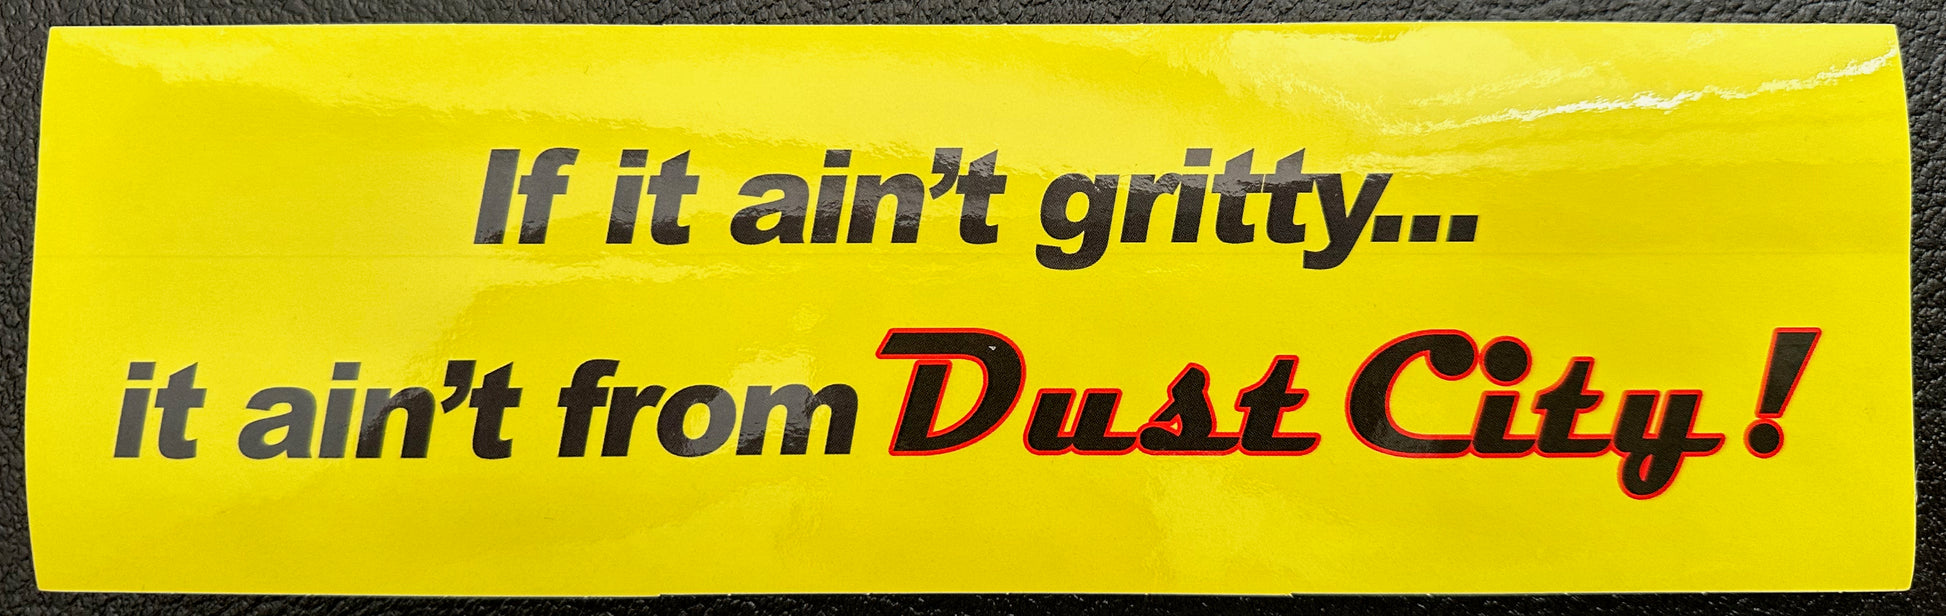 If it ain’t gritty...
it ain’t from Dust City!